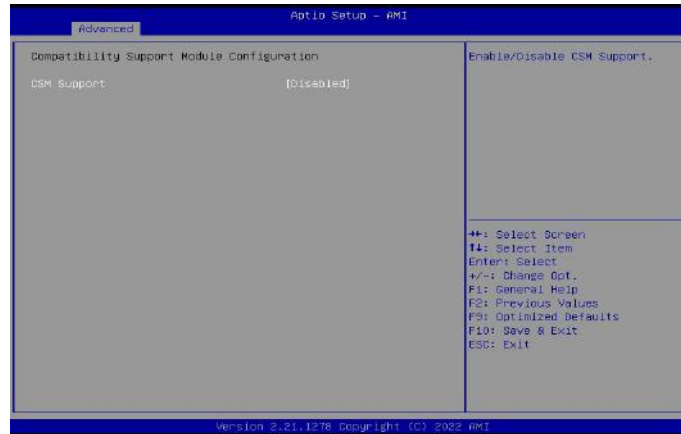 Aptio Setup - AMI
Advanced
Compatibility Support Module Configuration
CSM Support [Disabled]
Enable/Disable CSM Support.
→←: Select Screen
↑↓: Select Item
Enter: Select
+/-: Change Opt.
F1: General Help
F2: Previous Values
F9: Optimized Defaults
F10: Save & Exit
ESC: Exit
Version 2.21.1278 Copyright (C) 2022 AMI